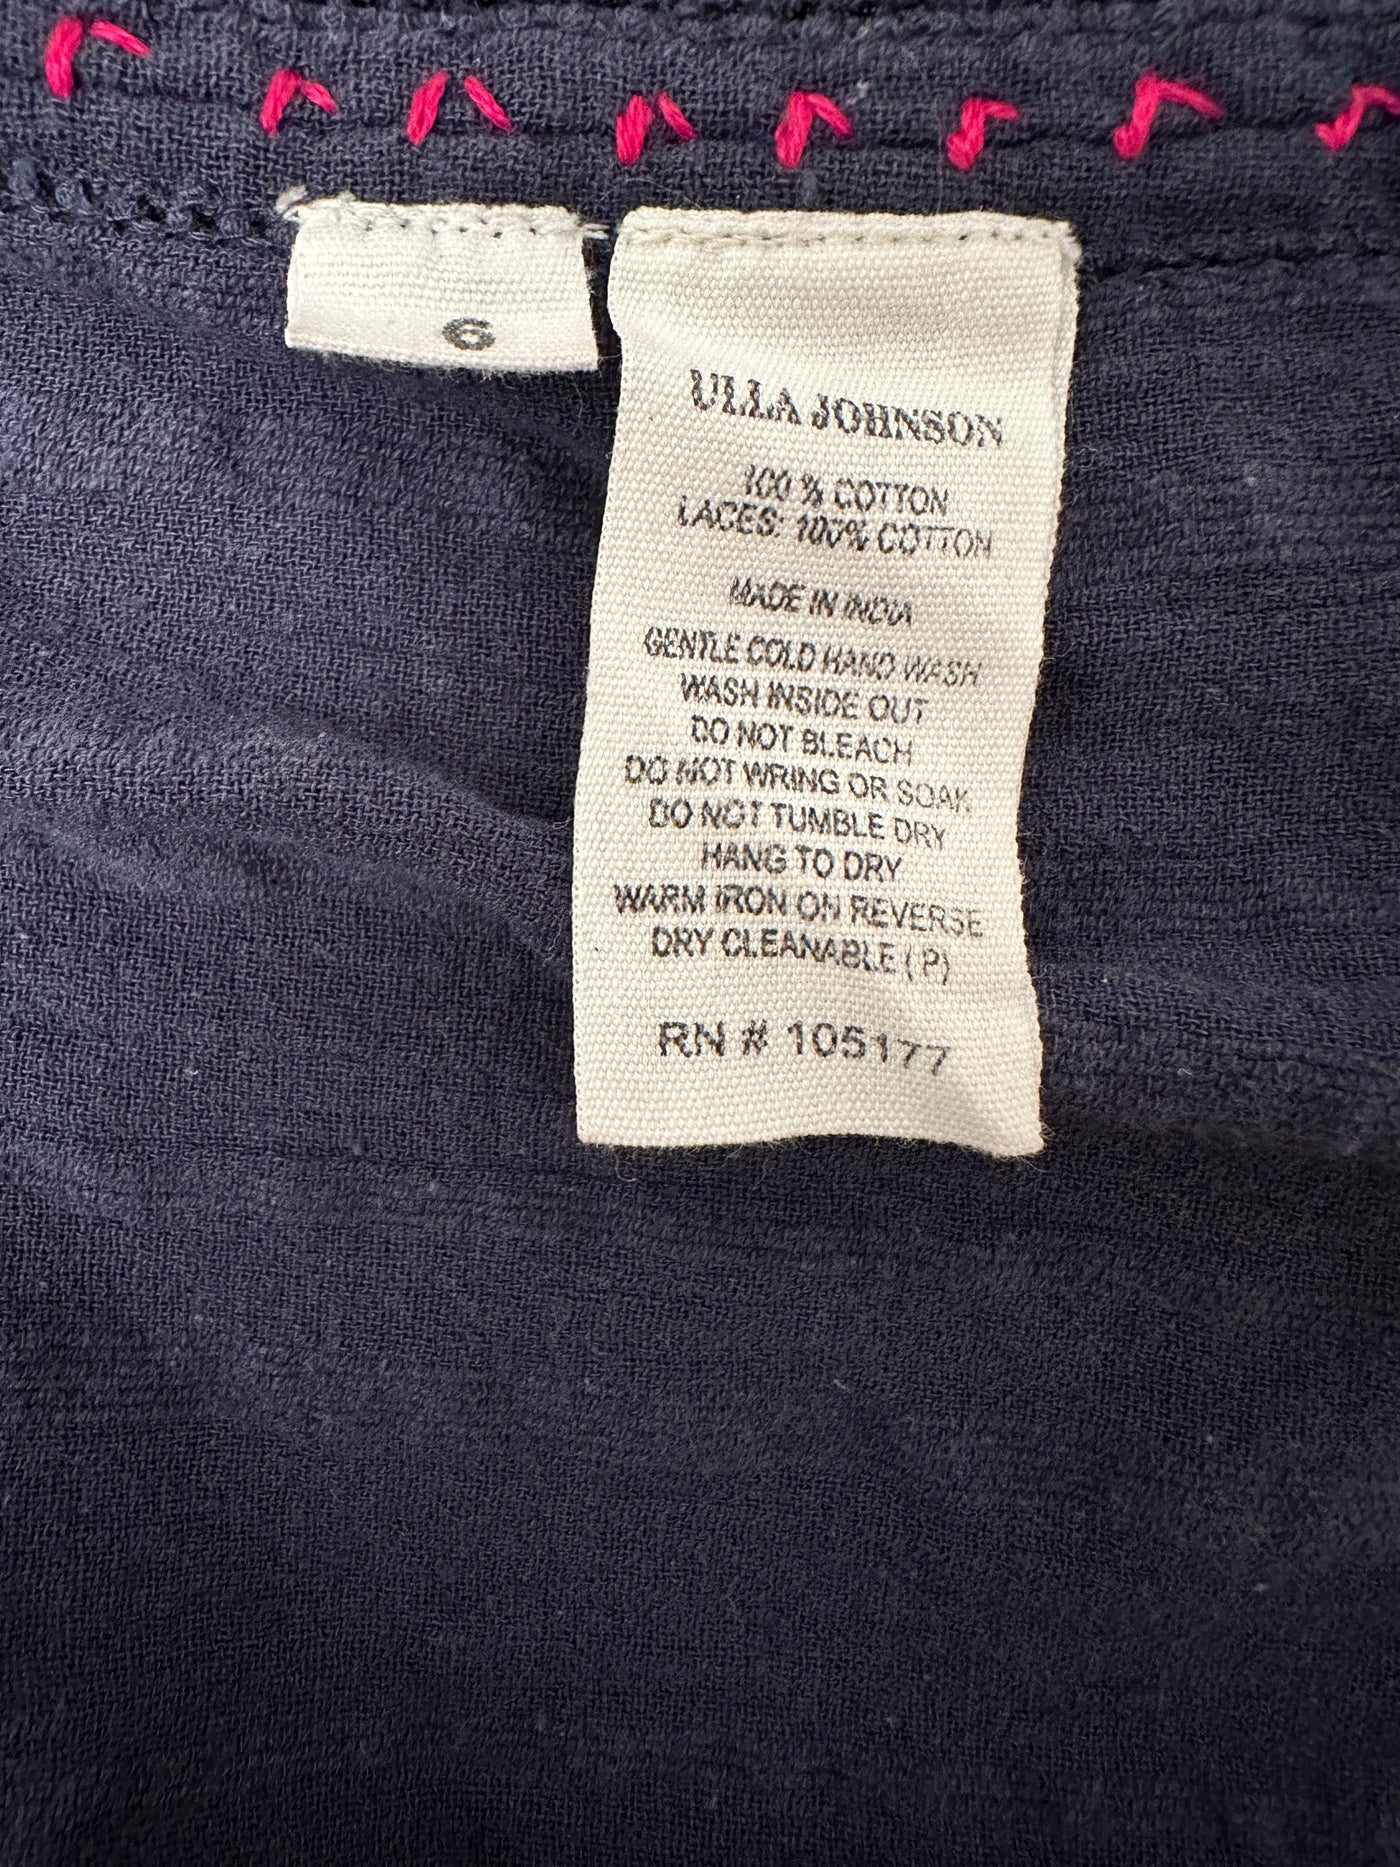 6
ULLA JOHNSON
100 % COTTON
LACES: 100% COTTON
MADE IN INDIA
GENTLE COLD HAND WASH
WASH INSIDE OUT
DO NOT BLEACH
DO NOT WRING OR SOAK
DO NOT TUMBLE DRY
HANG TO DRY
WARM IRON ON REVERSE
DRY CLEANABLE ( P )
RN # 105177